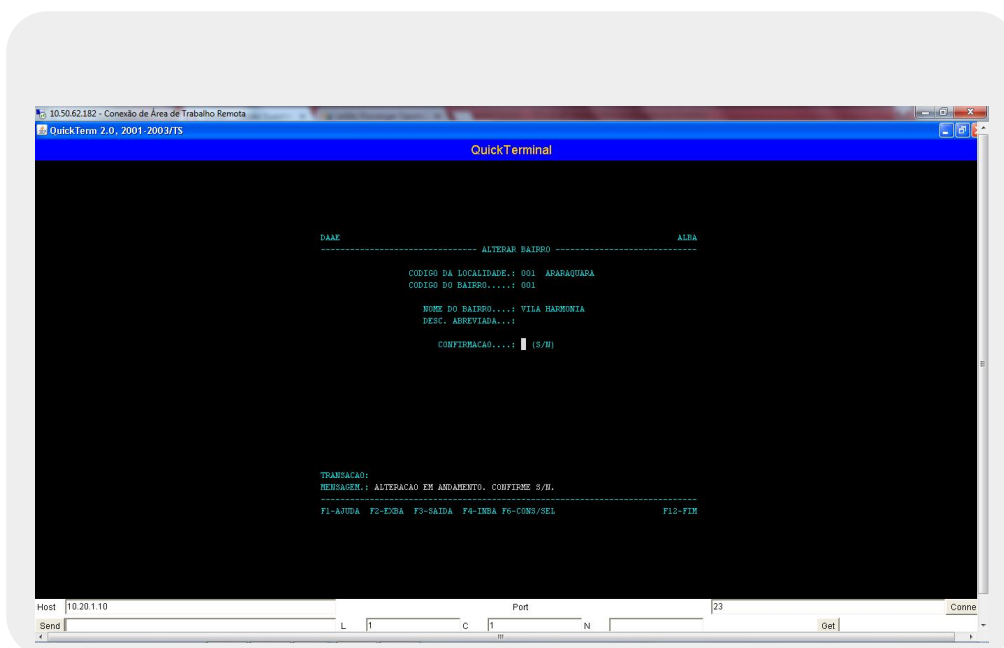 10.50.62.182 - Conexão de Área de Trabalho Remota
QuickTerm 2.0, 2001-2003/TS
QuickTerminal
DAAE ALBA
------------------------------- ALTERAR BAIRRO -----------------------------
CODIGO DA LOCALIDADE.: 001 ARARAQUARA
CODIGO DO BAIRRO.....: 001
NOME DO BAIRRO....: VILA HARMONIA
DESC. ABREVIADA...:
CONFIRMACAO....: (S/N)
TRANSACAO:
MENSAGEM.: ALTERACAO EM ANDAMENTO. CONFIRME S/N.
F1-AJUDA F2-EXBA F3-SAIDA F4-INBA F6-CONS/SEL F12-FIM
Host 10.20.1.10 Port 23 Conne
Send L 1 C 1 N Get